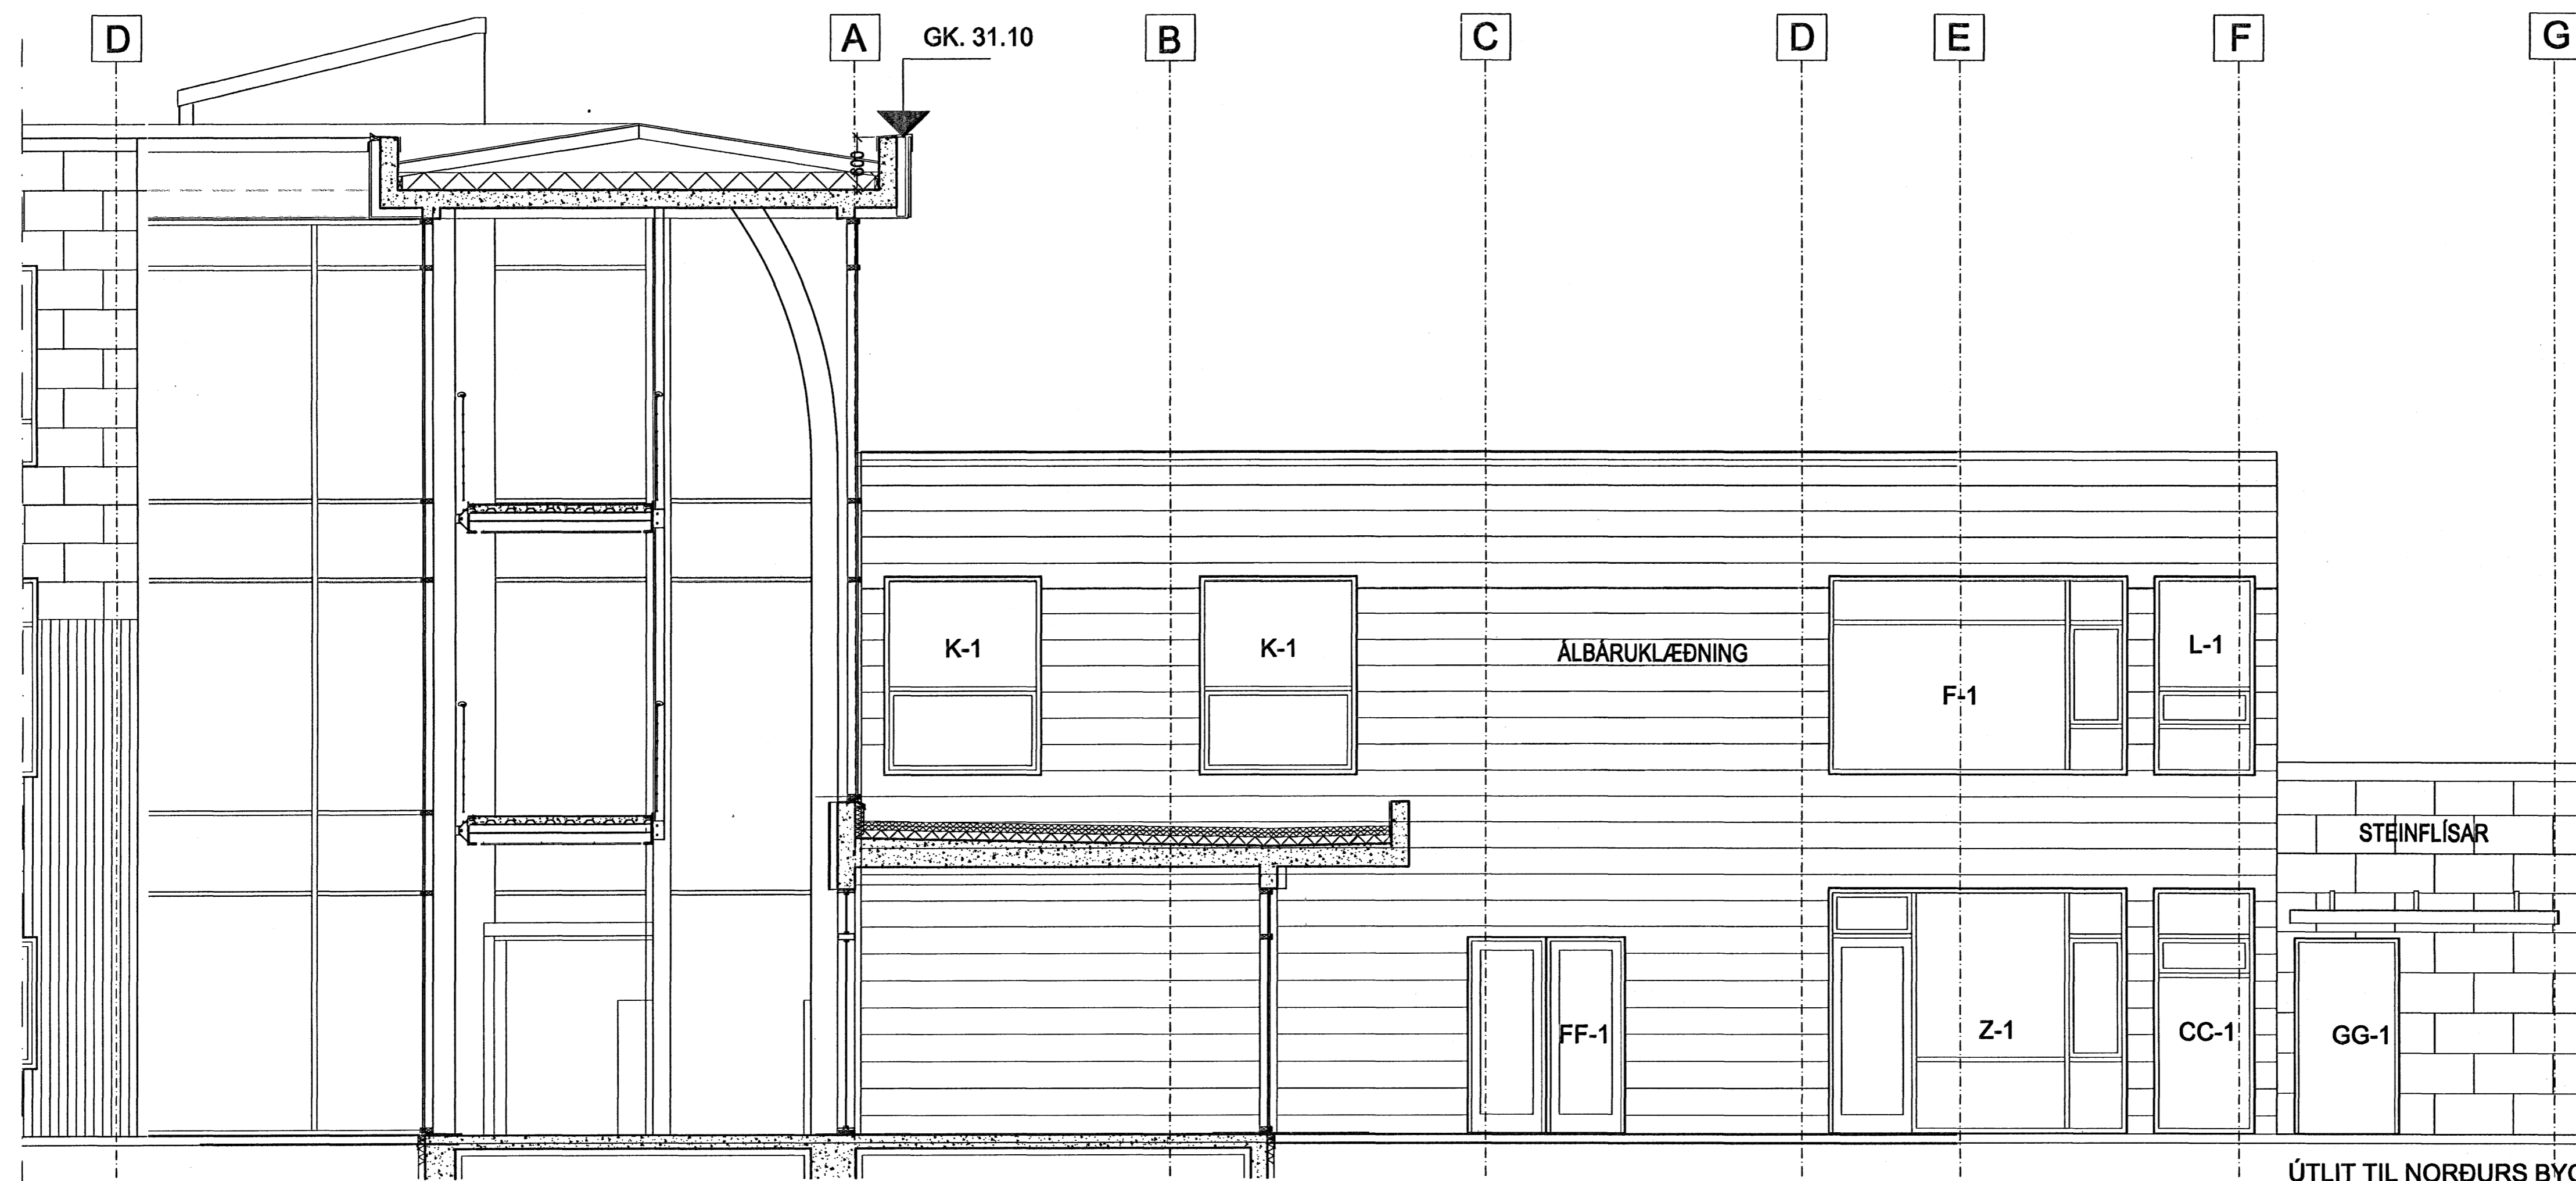 D
A
GK. 31.10
B
C
D
E
F
G
600
K-1
K-1
ÁLBÁRUKLÆÐNING
F-1
L-1
STEINFLÍSAR
FF-1
Z-1
CC-1
GG-1
ÚTLIT TIL NORÐURS